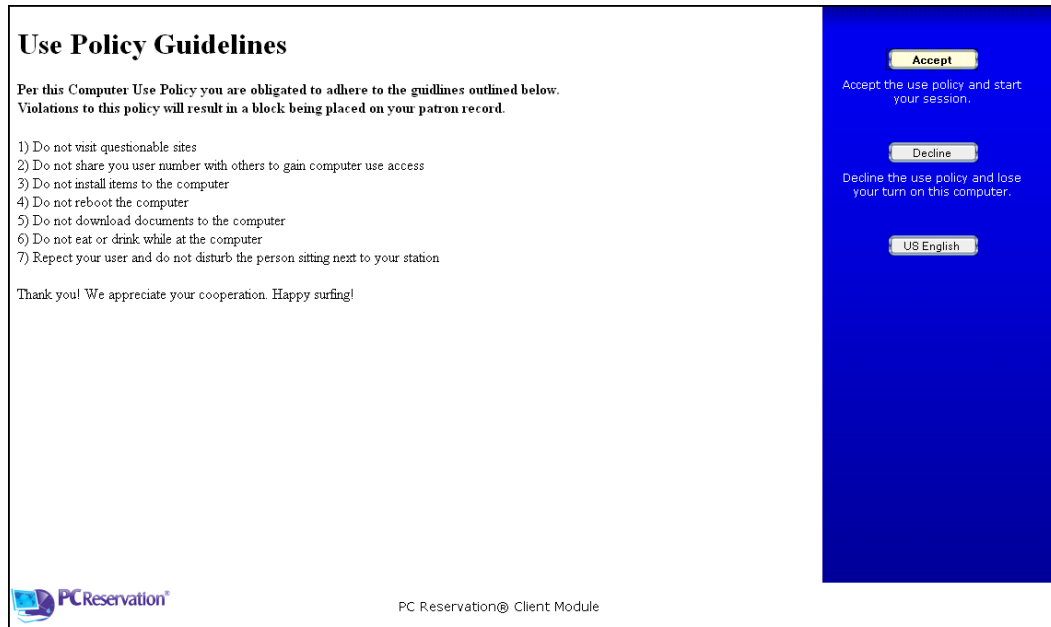 Use Policy Guidelines
Per this Computer Use Policy you are obligated to adhere to the guidlines outlined below.
Violations to this policy will result in a block being placed on your patron record.
1) Do not visit questionable sites
2) Do not share you user number with others to gain computer use access
3) Do not install items to the computer
4) Do not reboot the computer
5) Do not download documents to the computer
6) Do not eat or drink while at the computer
7) Repect your user and do not disturb the person sitting next to your station
Thank you! We appreciate your cooperation. Happy surfing!
Accept
Accept the use policy and start
your session.
Decline
Decline the use policy and lose
your turn on this computer.
US English
PCReservation®
PC Reservation® Client Module